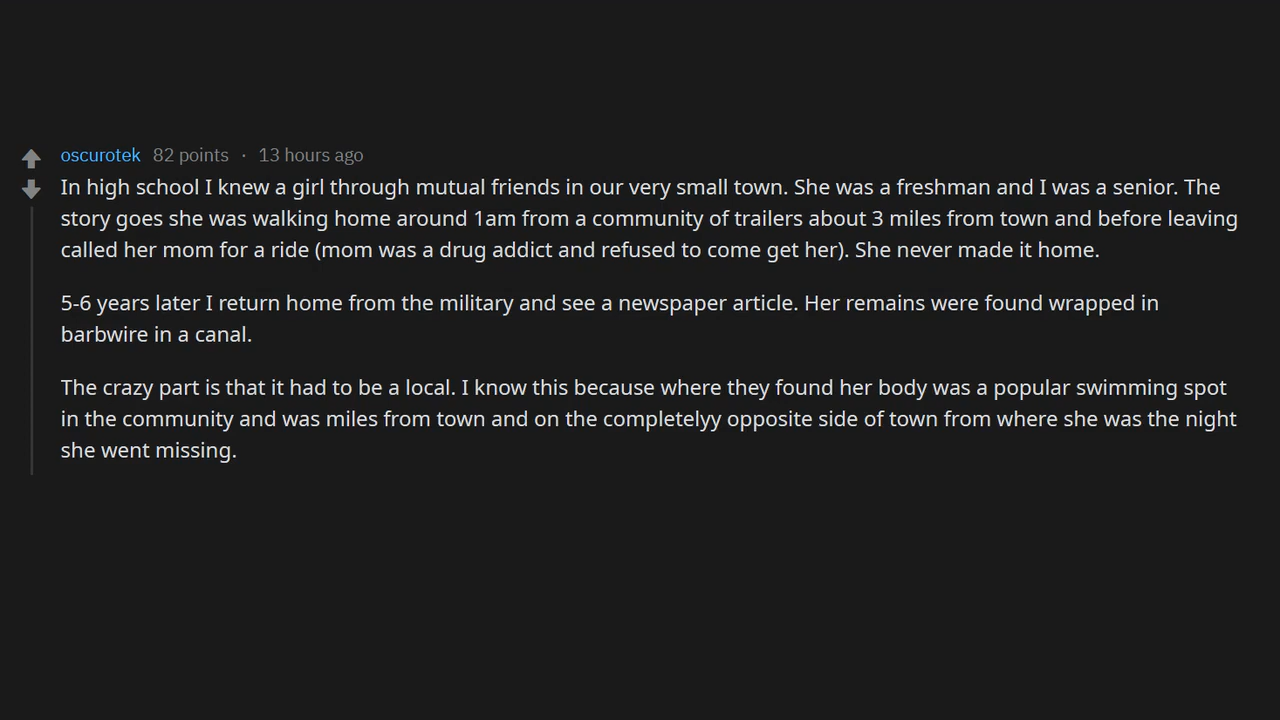 oscurotek 82 points · 13 hours ago
In high school I knew a girl through mutual friends in our very small town. She was a freshman and I was a senior. The
story goes she was walking home around 1am from a community of trailers about 3 miles from town and before leaving
called her mom for a ride (mom was a drug addict and refused to come get her). She never made it home.
5-6 years later I return home from the military and see a newspaper article. Her remains were found wrapped in
barbwire in a canal.
The crazy part is that it had to be a local. I know this because where they found her body was a popular swimming spot
in the community and was miles from town and on the completelyy opposite side of town from where she was the night
she went missing.